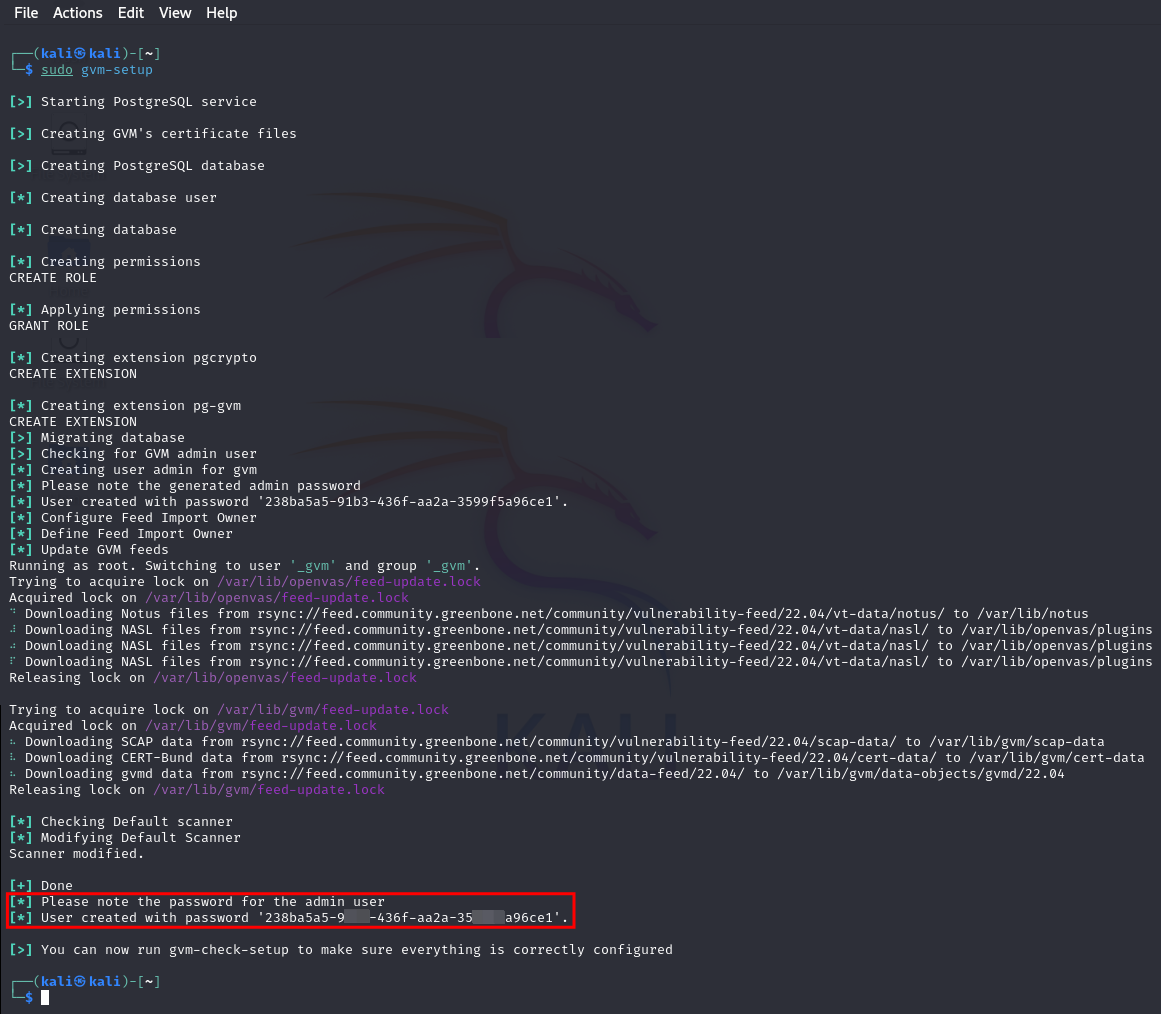 File Actions Edit View Help
┌──(kali㉿kali)-[~]
└─$ sudo gvm-setup
[>] Starting PostgreSQL service
[>] Creating GVM's certificate files
[>] Creating PostgreSQL database
[*] Creating database user
[*] Creating database
[*] Creating permissions
CREATE ROLE
[*] Applying permissions
GRANT ROLE
[*] Creating extension pgcrypto
CREATE EXTENSION
[*] Creating extension pg-gvm
CREATE EXTENSION
[>] Migrating database
[>] Checking for GVM admin user
[*] Creating user admin for gvm
[*] Please note the generated admin password
[*] User created with password '238ba5a5-91b3-436f-aa2a-3599f5a96ce1'.
[*] Configure Feed Import Owner
[*] Define Feed Import Owner
[*] Update GVM feeds
Running as root. Switching to user '_gvm' and group '_gvm'.
Trying to acquire lock on /var/lib/openvas/feed-update.lock
Acquired lock on /var/lib/openvas/feed-update.lock
Downloading Notus files from rsync://feed.community.greenbone.net/community/vulnerability-feed/22.04/vt-data/notus/ to /var/lib/notus
Downloading NASL files from rsync://feed.community.greenbone.net/community/vulnerability-feed/22.04/vt-data/nasl/ to /var/lib/openvas/plugins
Downloading NASL files from rsync://feed.community.greenbone.net/community/vulnerability-feed/22.04/vt-data/nasl/ to /var/lib/openvas/plugins
Downloading NASL files from rsync://feed.community.greenbone.net/community/vulnerability-feed/22.04/vt-data/nasl/ to /var/lib/openvas/plugins
Releasing lock on /var/lib/openvas/feed-update.lock
Trying to acquire lock on /var/lib/gvm/feed-update.lock
Acquired lock on /var/lib/gvm/feed-update.lock
Downloading SCAP data from rsync://feed.community.greenbone.net/community/vulnerability-feed/22.04/scap-data/ to /var/lib/gvm/scap-data
Downloading CERT-Bund data from rsync://feed.community.greenbone.net/community/vulnerability-feed/22.04/cert-data/ to /var/lib/gvm/cert-data
Downloading gvmd data from rsync://feed.community.greenbone.net/community/data-feed/22.04/ to /var/lib/gvm/data-objects/gvmd/22.04
Releasing lock on /var/lib/gvm/feed-update.lock
[*] Checking Default scanner
[*] Modifying Default Scanner
Scanner modified.
[+] Done
[*] Please note the password for the admin user
[*] User created with password '238ba5a5-9 -436f-aa2a-35 a96ce1'.
[>] You can now run gvm-check-setup to make sure everything is correctly configured
┌──(kali㉿kali)-[~]
└─$
KALI